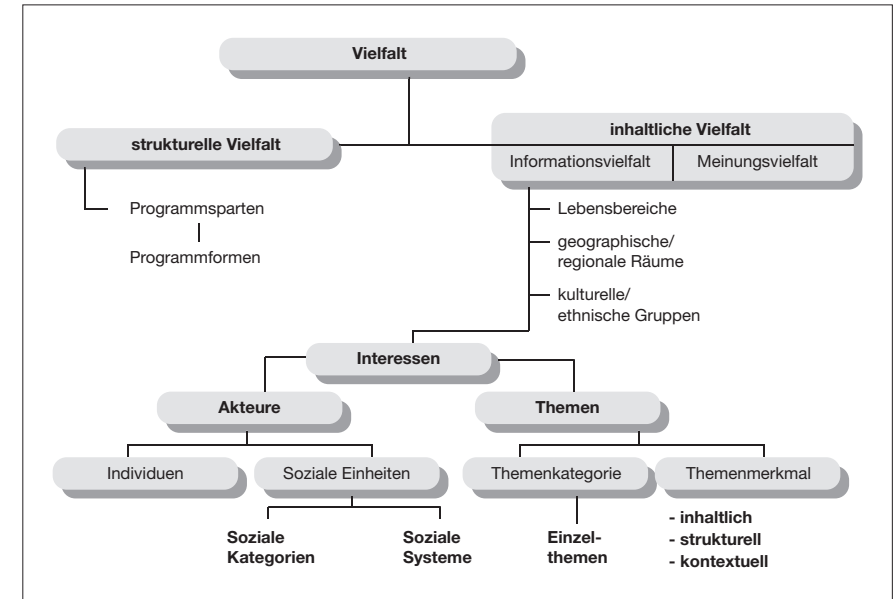 Vielfalt
strukturelle Vielfalt
inhaltliche Vielfalt
Informationsvielfalt
Meinungsvielfalt
Programmsparten
Programmformen
Lebensbereiche
geographische/
regionale Räume
kulturelle/
ethnische Gruppen
Interessen
Akteure
Themen
Individuen
Soziale Einheiten
Themenkategorie
Themenmerkmal
Soziale
Kategorien
Soziale
Systeme
Einzel-
themen
- inhaltlich
- strukturell
- kontextuell